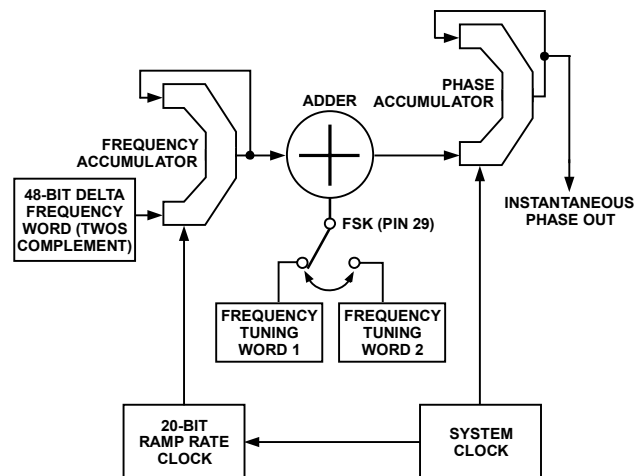 PHASE
ACCUMULATOR
ADDER
FREQUENCY
ACCUMULATOR
48-BIT DELTA
FREQUENCY
WORD (TWOS
COMPLEMENT)
INSTANTANEOUS
PHASE OUT
FSK (PIN 29)
FREQUENCY
TUNING
WORD 1
FREQUENCY
TUNING
WORD 2
20-BIT
RAMP RATE
CLOCK
SYSTEM
CLOCK